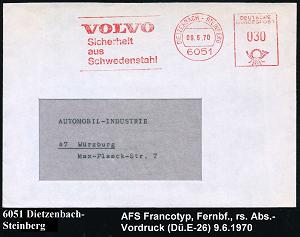 VOLVO
Sicherheit
aus
Schwedenstahl
DIETZENBACH-STEINBERG
09.6.70
6051
DEUTSCHE
BUNDESPOST
030
AUTOMOBIL-INDUSTRIE
87 Würzburg
Max-Planck-Str. 7
6051 Dietzenbach-
Steinberg
AFS Francotyp, Fernbf., rs. Abs.-
Vordruck (Dü.E-26) 9.6.1970